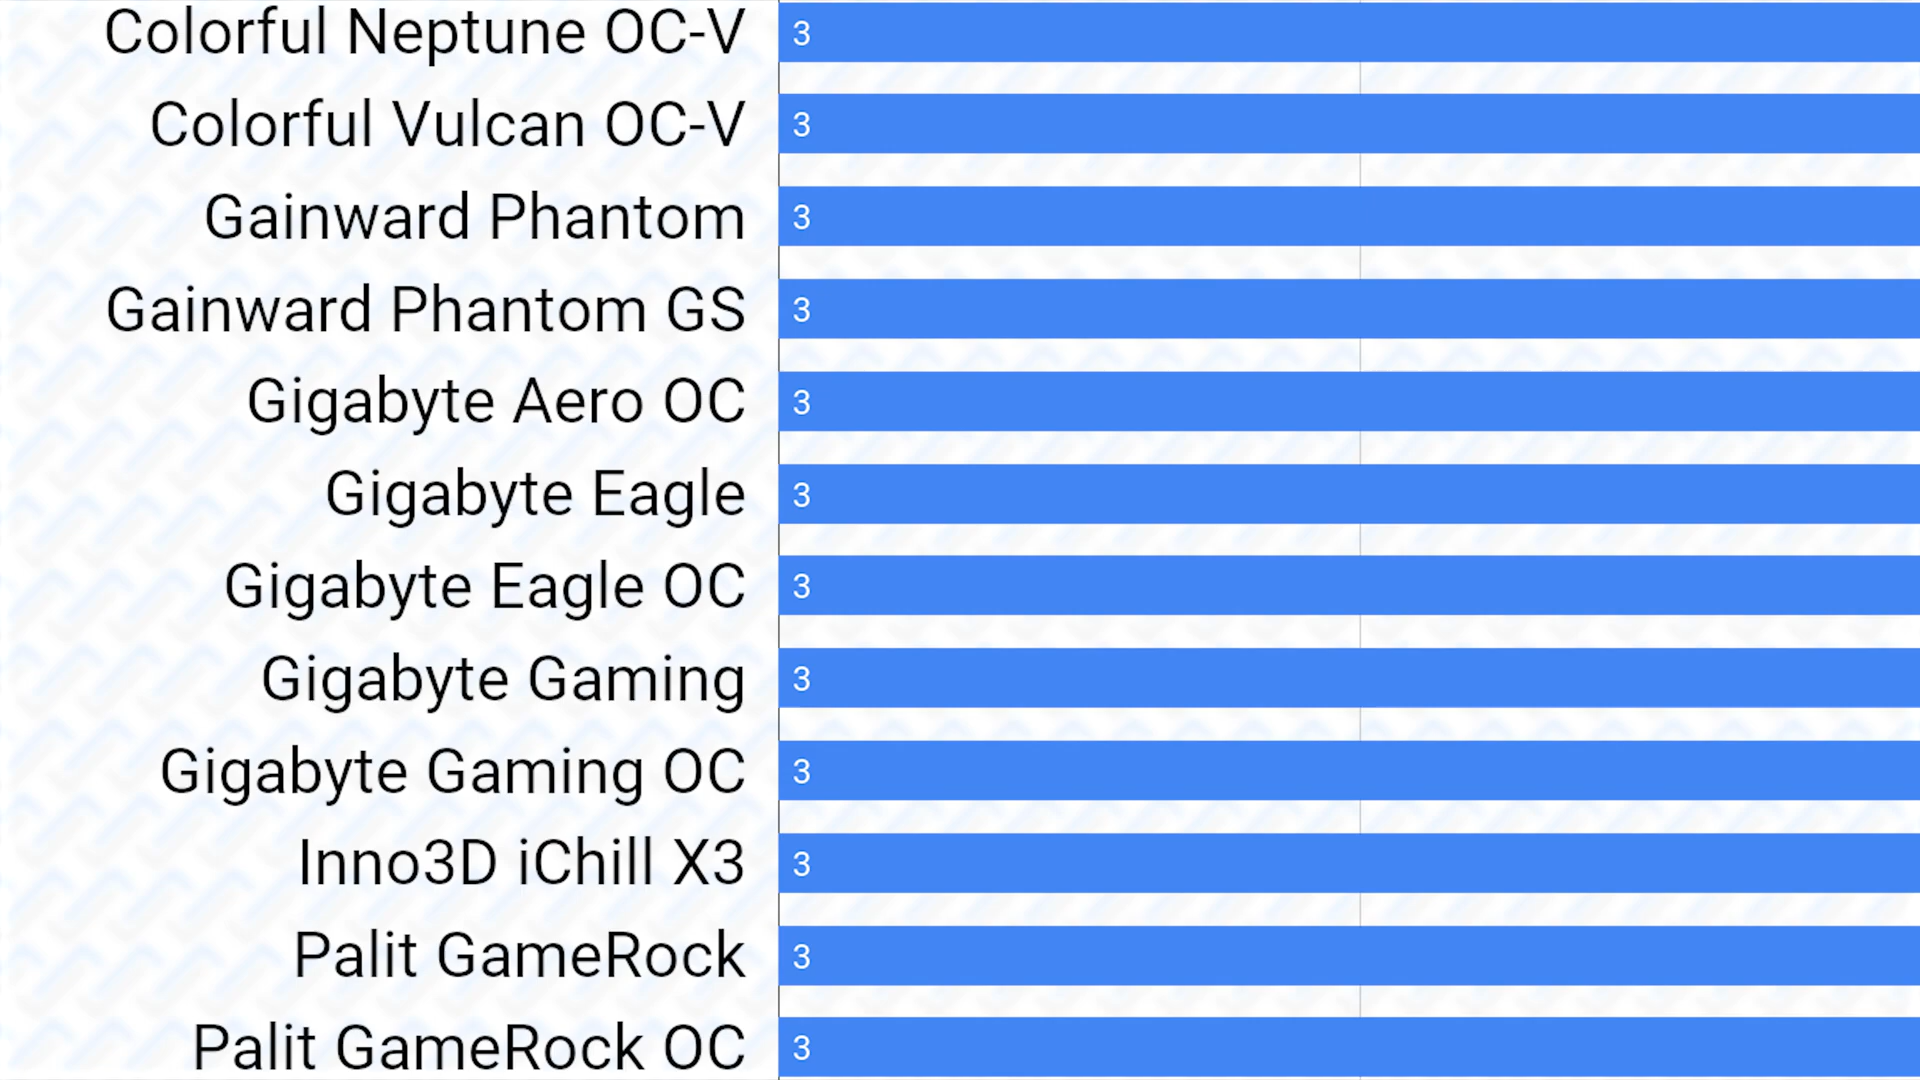 Colorful Neptune OC-V 3
Colorful Vulcan OC-V 3
Gainward Phantom 3
Gainward Phantom GS 3
Gigabyte Aero OC 3
Gigabyte Eagle 3
Gigabyte Eagle OC 3
Gigabyte Gaming 3
Gigabyte Gaming OC 3
Inno3D iChill X3 3
Palit GameRock 3
Palit GameRock OC 3